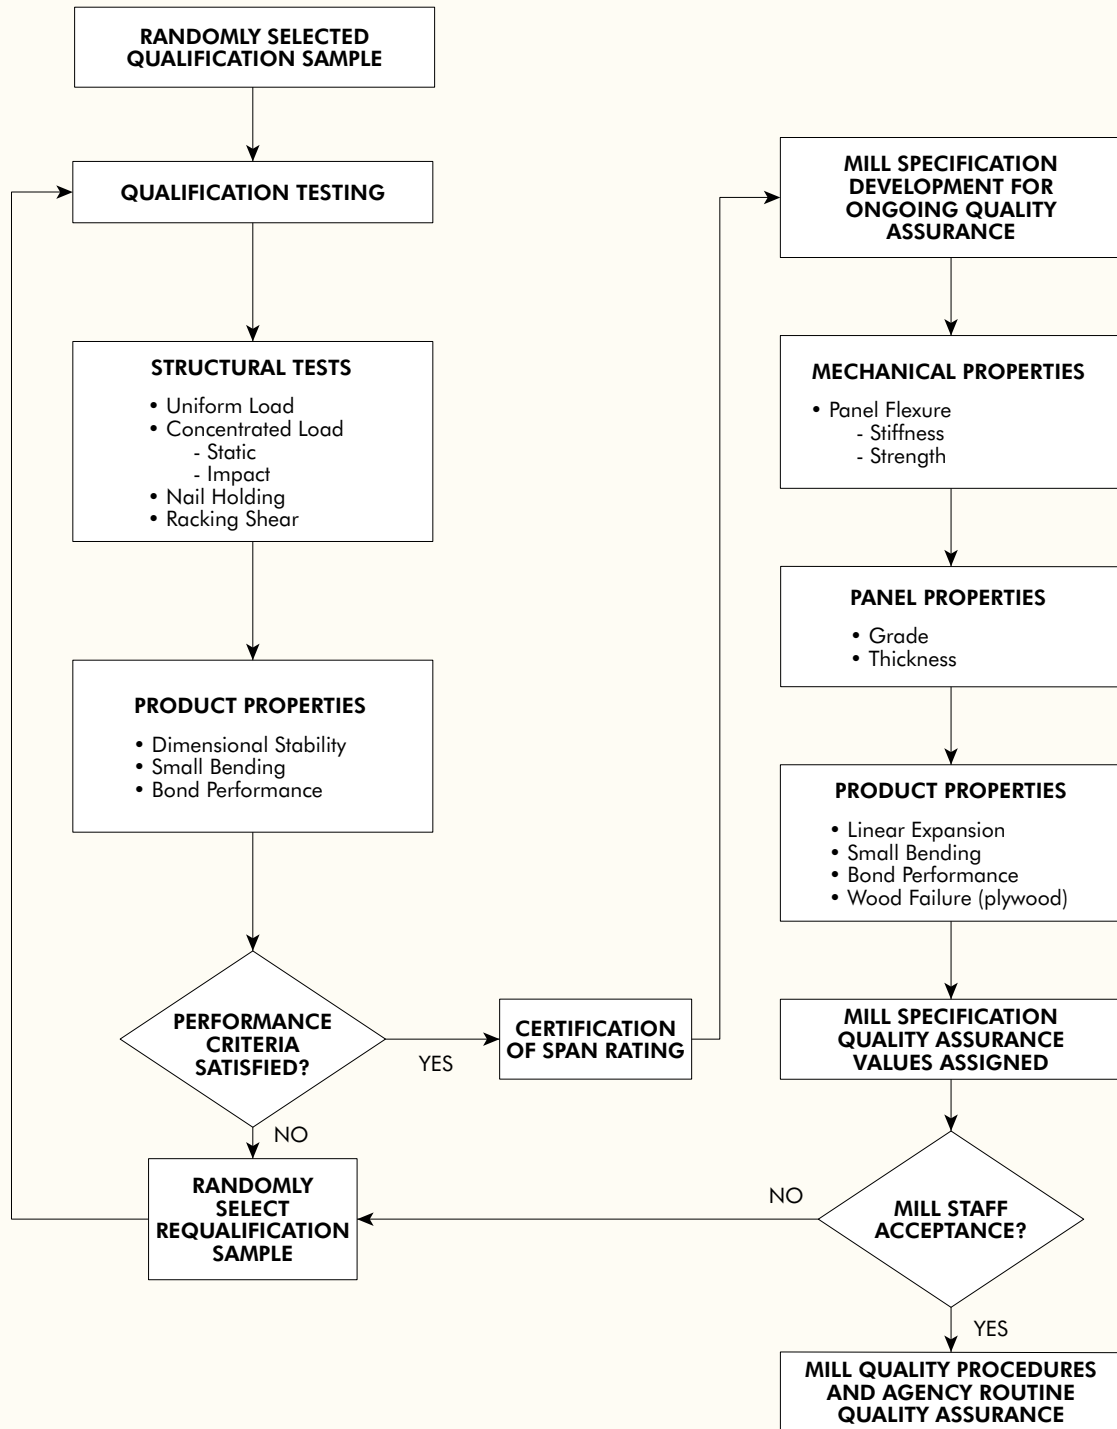 RANDOMLY SELECTED
QUALIFICATION SAMPLE
QUALIFICATION TESTING
STRUCTURAL TESTS
• Uniform Load
• Concentrated Load
- Static
- Impact
• Nail Holding
• Racking Shear
PRODUCT PROPERTIES
• Dimensional Stability
• Small Bending
• Bond Performance
PERFORMANCE
CRITERIA
SATISFIED?
YES
NO
CERTIFICATION
OF SPAN RATING
RANDOMLY
SELECT
REQUALIFICATION
SAMPLE
MILL SPECIFICATION
DEVELOPMENT FOR
ONGOING QUALITY
ASSURANCE
MECHANICAL PROPERTIES
• Panel Flexure
- Stiffness
- Strength
PANEL PROPERTIES
• Grade
• Thickness
PRODUCT PROPERTIES
• Linear Expansion
• Small Bending
• Bond Performance
• Wood Failure (plywood)
MILL SPECIFICATION
QUALITY ASSURANCE
VALUES ASSIGNED
MILL STAFF
ACCEPTANCE?
NO
YES
MILL QUALITY PROCEDURES
AND AGENCY ROUTINE
QUALITY ASSURANCE